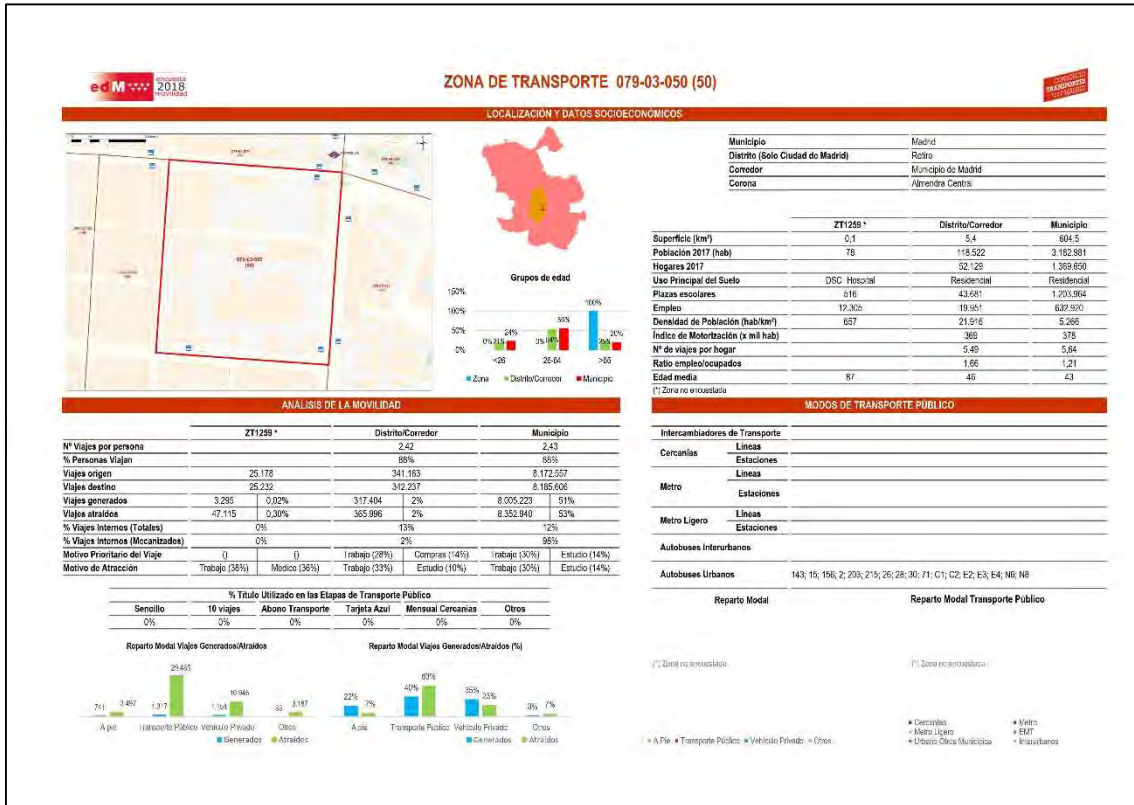 edM encuesta 2018 movilidad
ZONA DE TRANSPORTE 079-03-050 (50)
CONSORCIO TRANSPORTES MADRID
LOCALIZACIÓN Y DATOS SOCIOECONÓMICOS
Municipio Madrid
Distrito (Solo Ciudad de Madrid) Retiro
Corredor Municipio de Madrid
Corona Almendra Central
ZT1259 * Distrito/Corredor Municipio
Superficie (km²) 0,1 5,4 604,5
Población 2017 (hab) 78 118.522 3.182.981
Hogares 2017 52.129 1.369.650
Uso Principal del Suelo DSC Hospital Residencial Residencial
Plazas escolares 516 43.681 1.203.964
Empleo 12.305 19.951 632.920
Densidad de Población (hab/km²) 657 21.916 5.266
Índice de Motorización (x mil hab) 369 378
Nº de viajes por hogar 5,49 5,64
Ratio empleo/ocupados 1,66 1,21
Edad media 87 46 43
(*) Zona no encuestada
Grupos de edad
150%
100%
50%
0%
0% 21% 24%
0% 54% 56%
100% 25% 20%
<26 26-64 >65
Zona Distrito/Corredor Municipio
ANÁLISIS DE LA MOVILIDAD
ZT1259 * Distrito/Corredor Municipio
Nº Viajes por persona 2,42 2,43
% Personas Viajan 88% 88%
Viajes origen 25.178 341.163 8.172.557
Viajes destino 25.232 342.237 8.185.606
Viajes generados 3.295 0,02% 317.404 2% 8.005.223 51%
Viajes atraídos 47.115 0,30% 365.996 2% 8.352.940 53%
% Viajes Internos (Totales) 0% 13% 12%
% Viajes Internos (Mecanizados) 0% 2% 98%
Motivo Prioritario del Viaje () () Trabajo (28%) Compras (14%) Trabajo (30%) Estudio (14%)
Motivo de Atracción Trabajo (38%) Médico (36%) Trabajo (33%) Estudio (10%) Trabajo (30%) Estudio (14%)
% Título Utilizado en las Etapas de Transporte Público
Sencillo 10 viajes Abono Transporte Tarjeta Azul Mensual Cercanías Otros
0% 0% 0% 0% 0% 0%
Reparto Modal Viajes Generados/Atraídos
741 3.497 1.317 29.485 10.946 3.187
A pie Transporte Público Vehículo Privado Otros
Generados Atraídos
Reparto Modal Viajes Generados/Atraídos (%)
22% 7% 40% 63% 35% 23% 3% 7%
A pie Transporte Público Vehículo Privado Otros
Generados Atraídos
MODOS DE TRANSPORTE PÚBLICO
Intercambiadores de Transporte
Cercanías
Líneas
Estaciones
Metro
Líneas
Estaciones
Metro Ligero
Líneas
Estaciones
Autobuses Interurbanos
Autobuses Urbanos 143; 15; 156; 2; 203; 215; 26; 28; 30; 71; C1; C2; E2; E3; E4; N6; N8
Reparto Modal
Reparto Modal Transporte Público
(*) Zona no encuestada
(*) Zona no encuestada
A Pie Transporte Público Vehículo Privado Otros
Cercanías Metro
Metro Ligero EMT
Urbano Otros Municipios Interurbanos